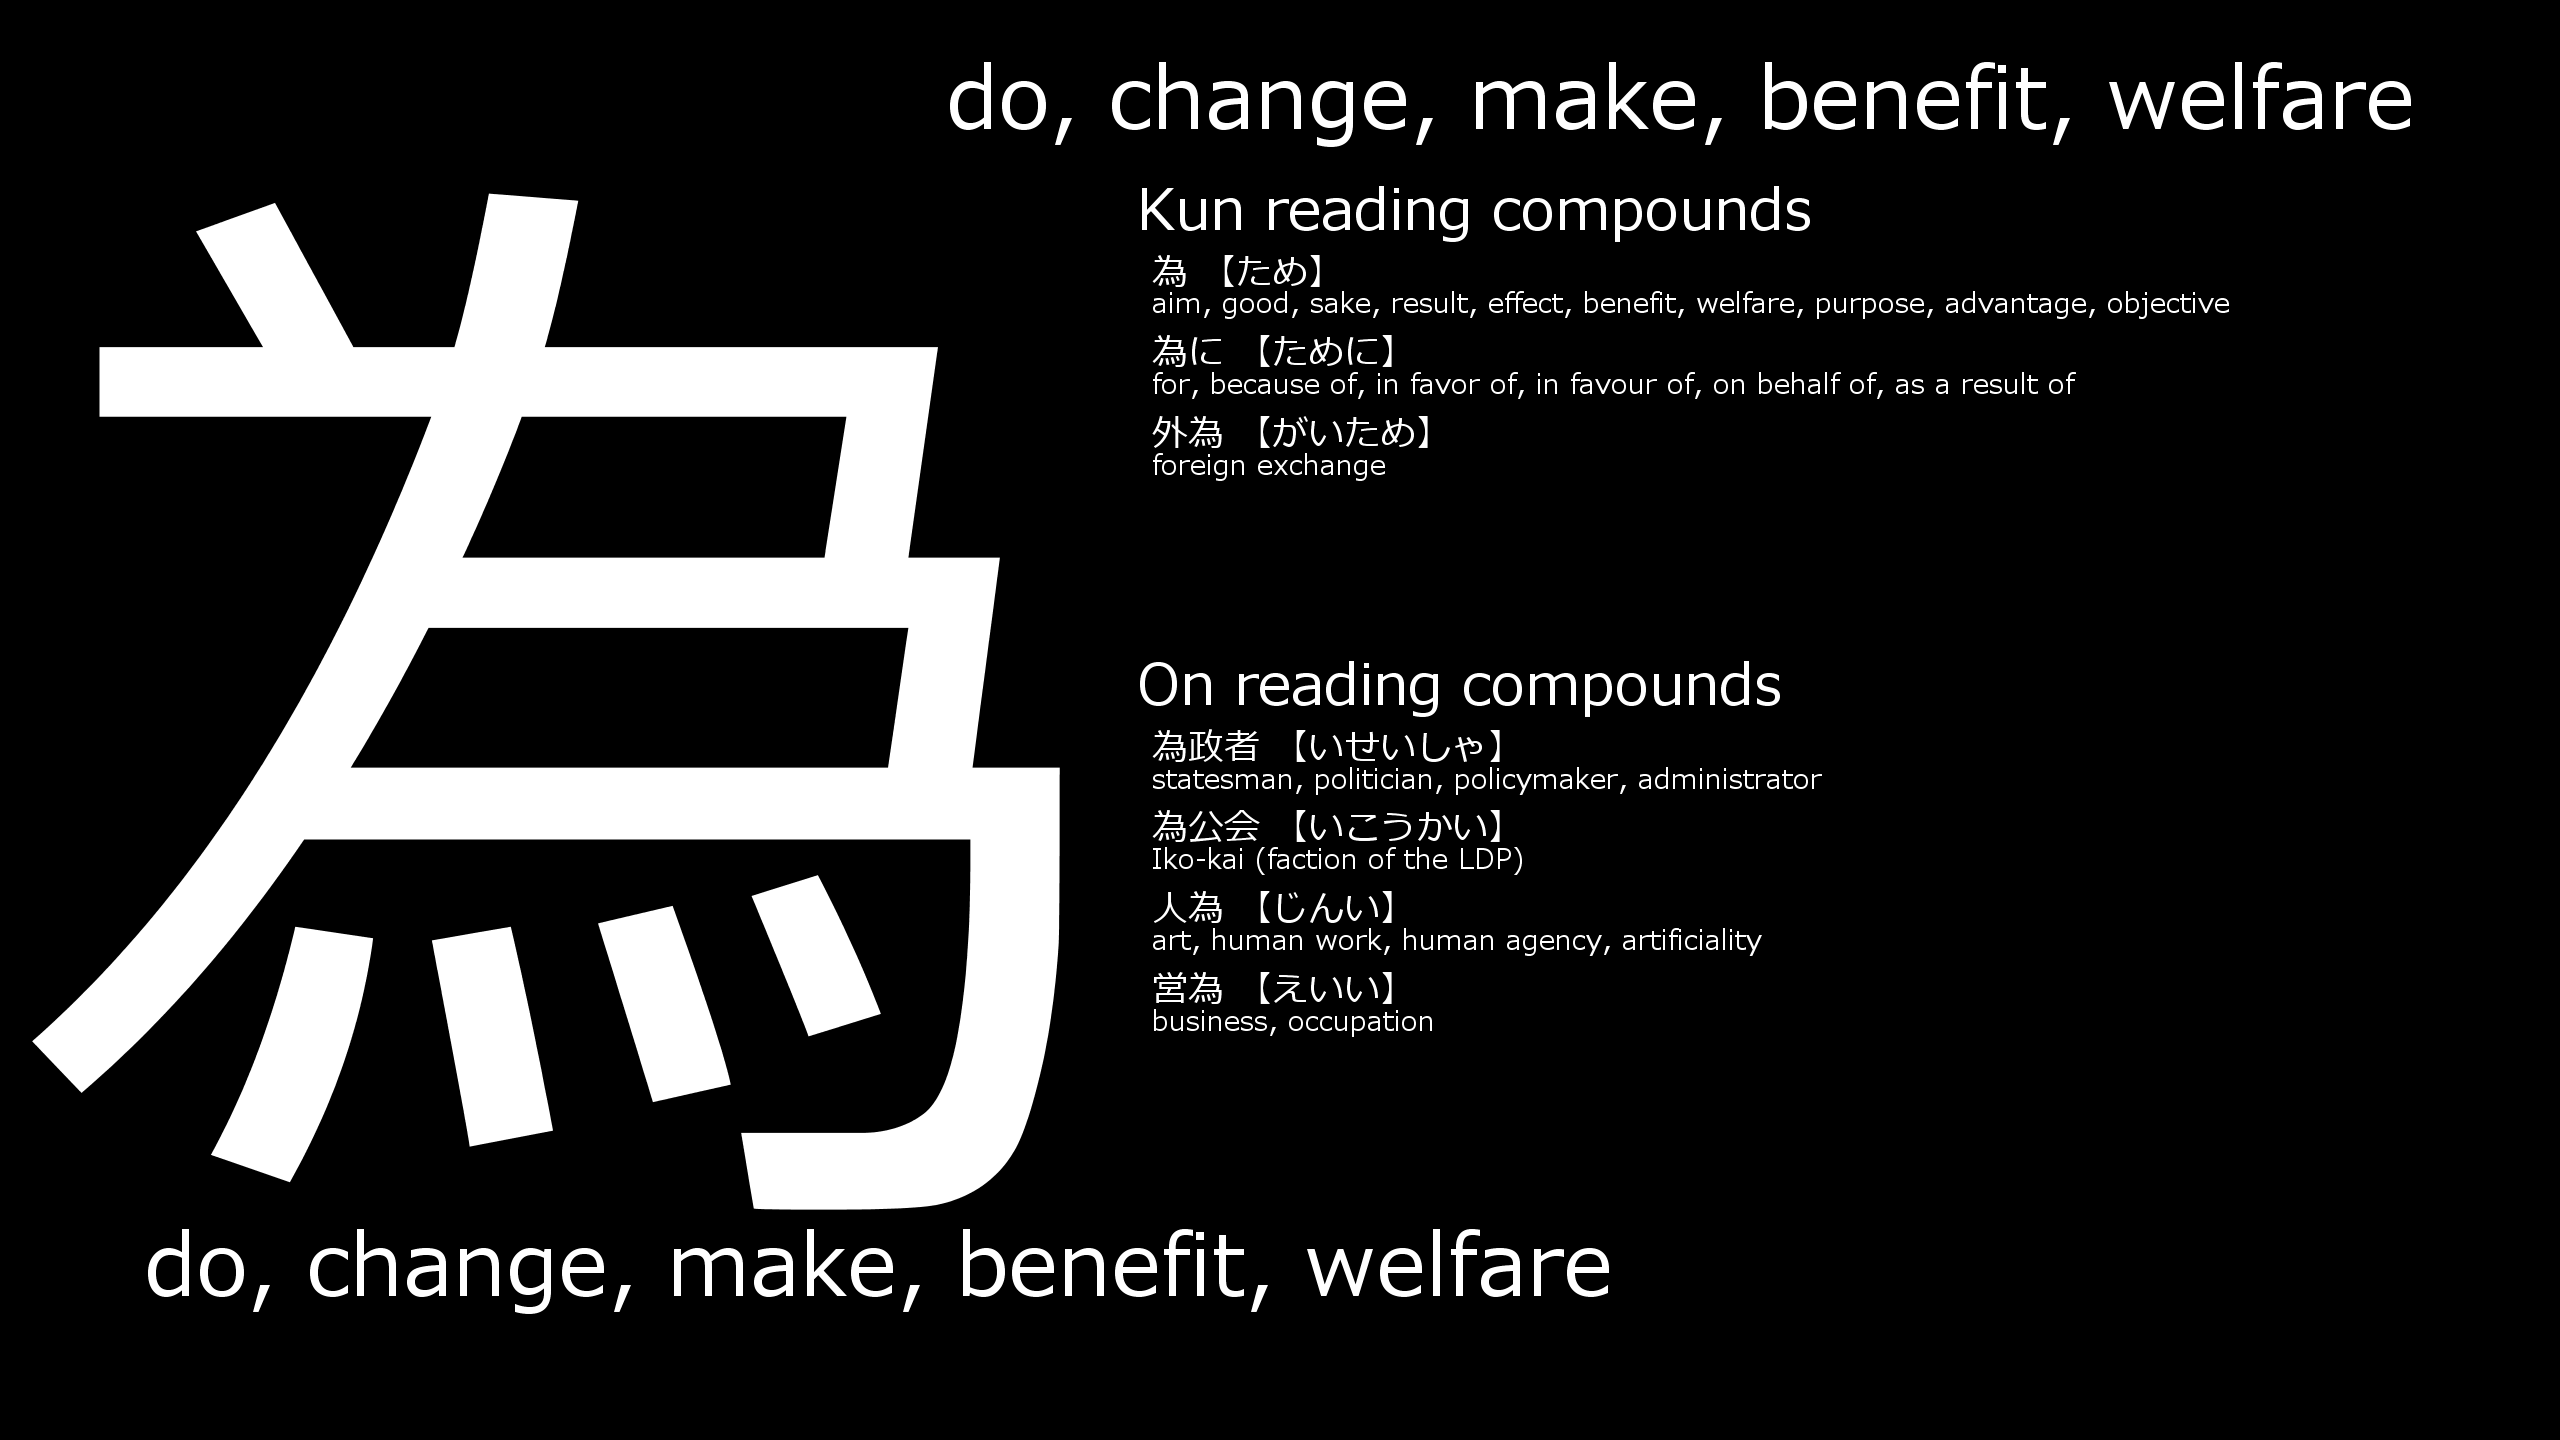 do, change, make, benefit, welfare
為
Kun reading compounds
為 【ため】
aim, good, sake, result, effect, benefit, welfare, purpose, advantage, objective
為に 【ために】
for, because of, in favor of, in favour of, on behalf of, as a result of
外為 【がいため】
foreign exchange
On reading compounds
為政者 【いせいしゃ】
statesman, politician, policymaker, administrator
為公会 【いこうかい】
Iko-kai (faction of the LDP)
人為 【じんい】
art, human work, human agency, artificiality
営為 【えいい】
business, occupation
do, change, make, benefit, welfare